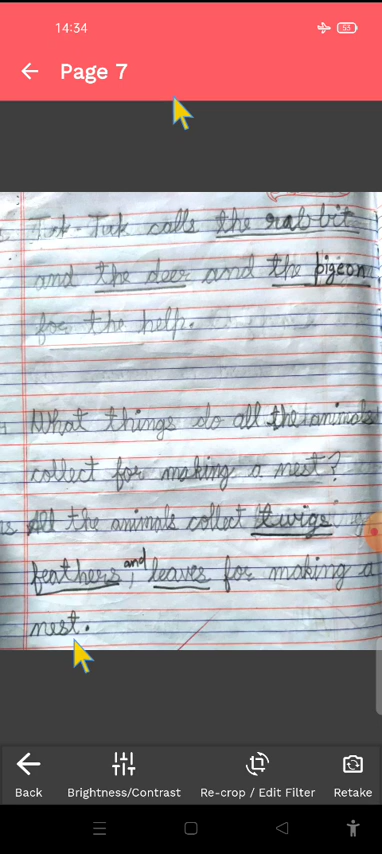 14:34
53
Page 7
Tuk-Tuk calls the rabbit
and the deer and the pigeon
for the help.
What things do all the animals
collect for making a nest?
ns All the animals collect twigs
feathers, and leaves for making a
nest.
Back
Brightness/Contrast
Re-crop / Edit Filter
Retake